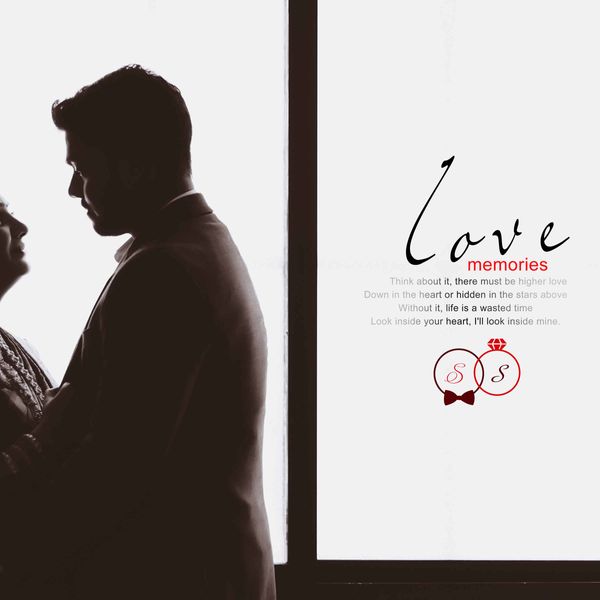 Love
memories
Think about it, there must be higher love
Down in the heart or hidden in the stars above
Without it, life is a wasted time
Look inside your heart, I'll look inside mine.
S S